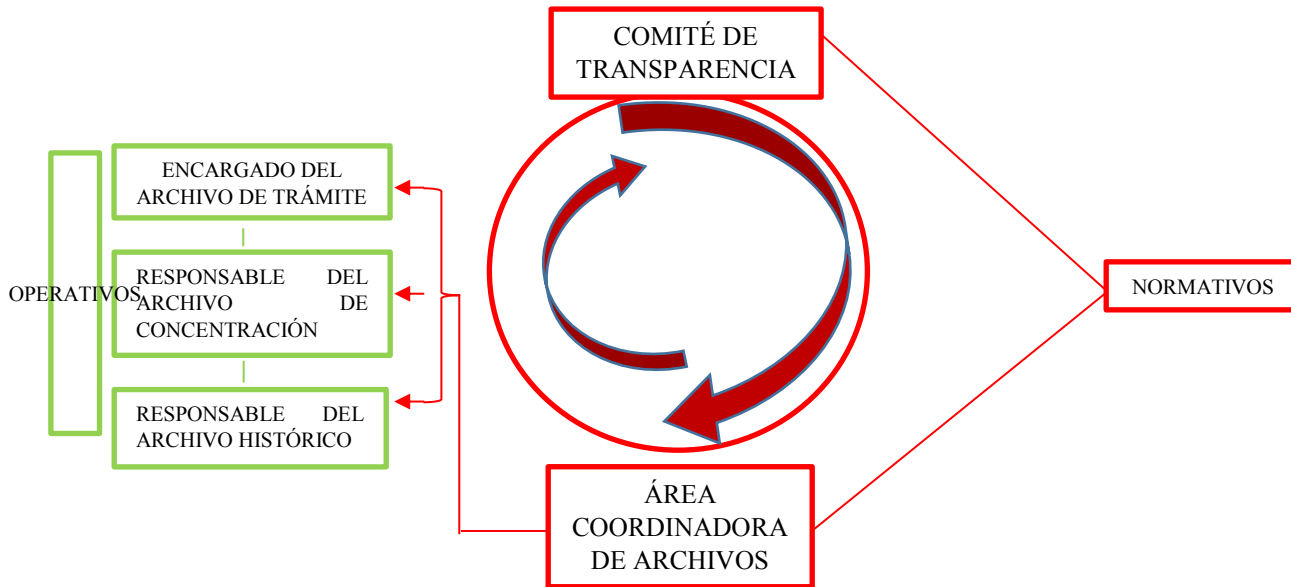 COMITÉ DE
TRANSPARENCIA
ENCARGADO DEL
ARCHIVO DE TRÁMITE
OPERATIVOS
RESPONSABLE DEL
ARCHIVO DE
CONCENTRACIÓN
RESPONSABLE DEL
ARCHIVO HISTÓRICO
NORMATIVOS
ÁREA
COORDINADORA
DE ARCHIVOS